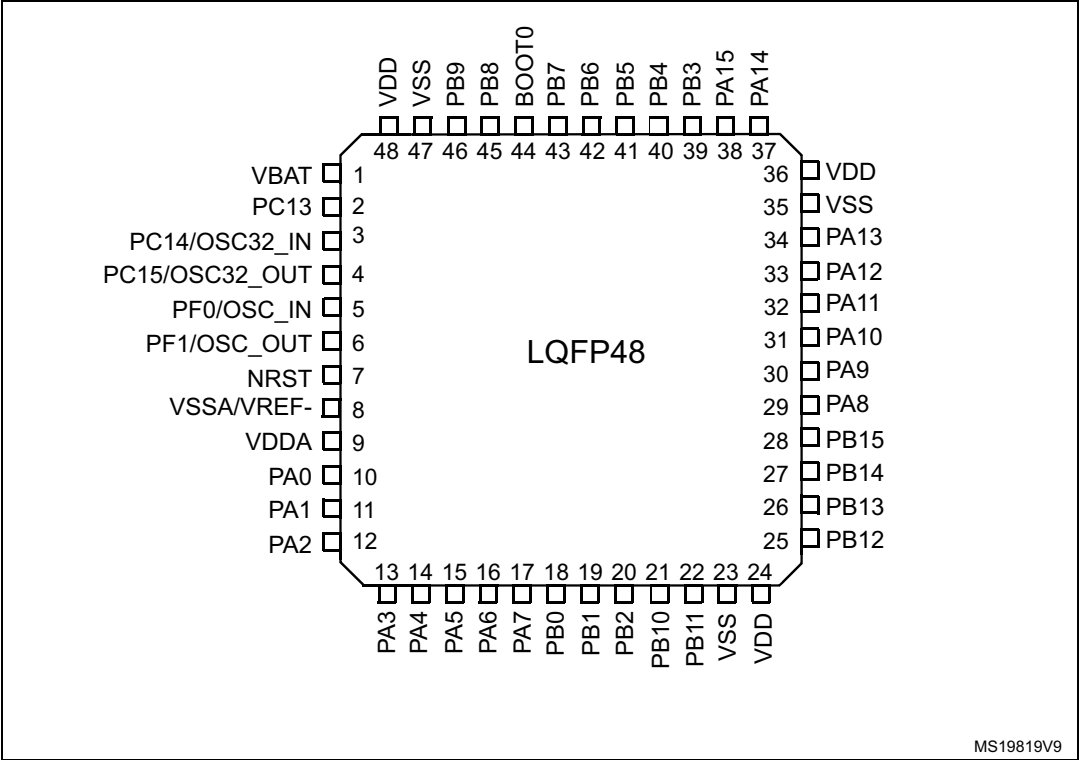 VDD
VSS
PB9
PB8
BOOT0
PB7
PB6
PB5
PB4
PB3
PA15
PA14
48 47 46 45 44 43 42 41 40 39 38 37
VBAT 1
PC13 2
PC14/OSC32_IN 3
PC15/OSC32_OUT 4
PF0/OSC_IN 5
PF1/OSC_OUT 6
NRST 7
VSSA/VREF- 8
VDDA 9
PA0 10
PA1 11
PA2 12
LQFP48
36 VDD
35 VSS
34 PA13
33 PA12
32 PA11
31 PA10
30 PA9
29 PA8
28 PB15
27 PB14
26 PB13
25 PB12
13 14 15 16 17 18 19 20 21 22 23 24
PA3
PA4
PA5
PA6
PA7
PB0
PB1
PB2
PB10
PB11
VSS
VDD
MS19819V9